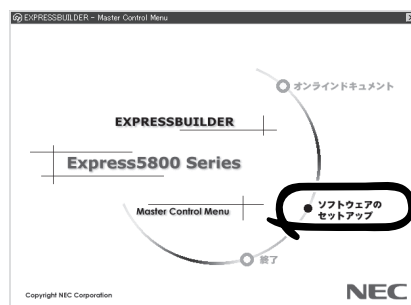 EXPRESSBUILDER - Master Control Menu
オンラインドキュメント
EXPRESSBUILDER
Express5800 Series
Master Control Menu
ソフトウェアの
セットアップ
終了
Copyright NEC Corporation
NEC